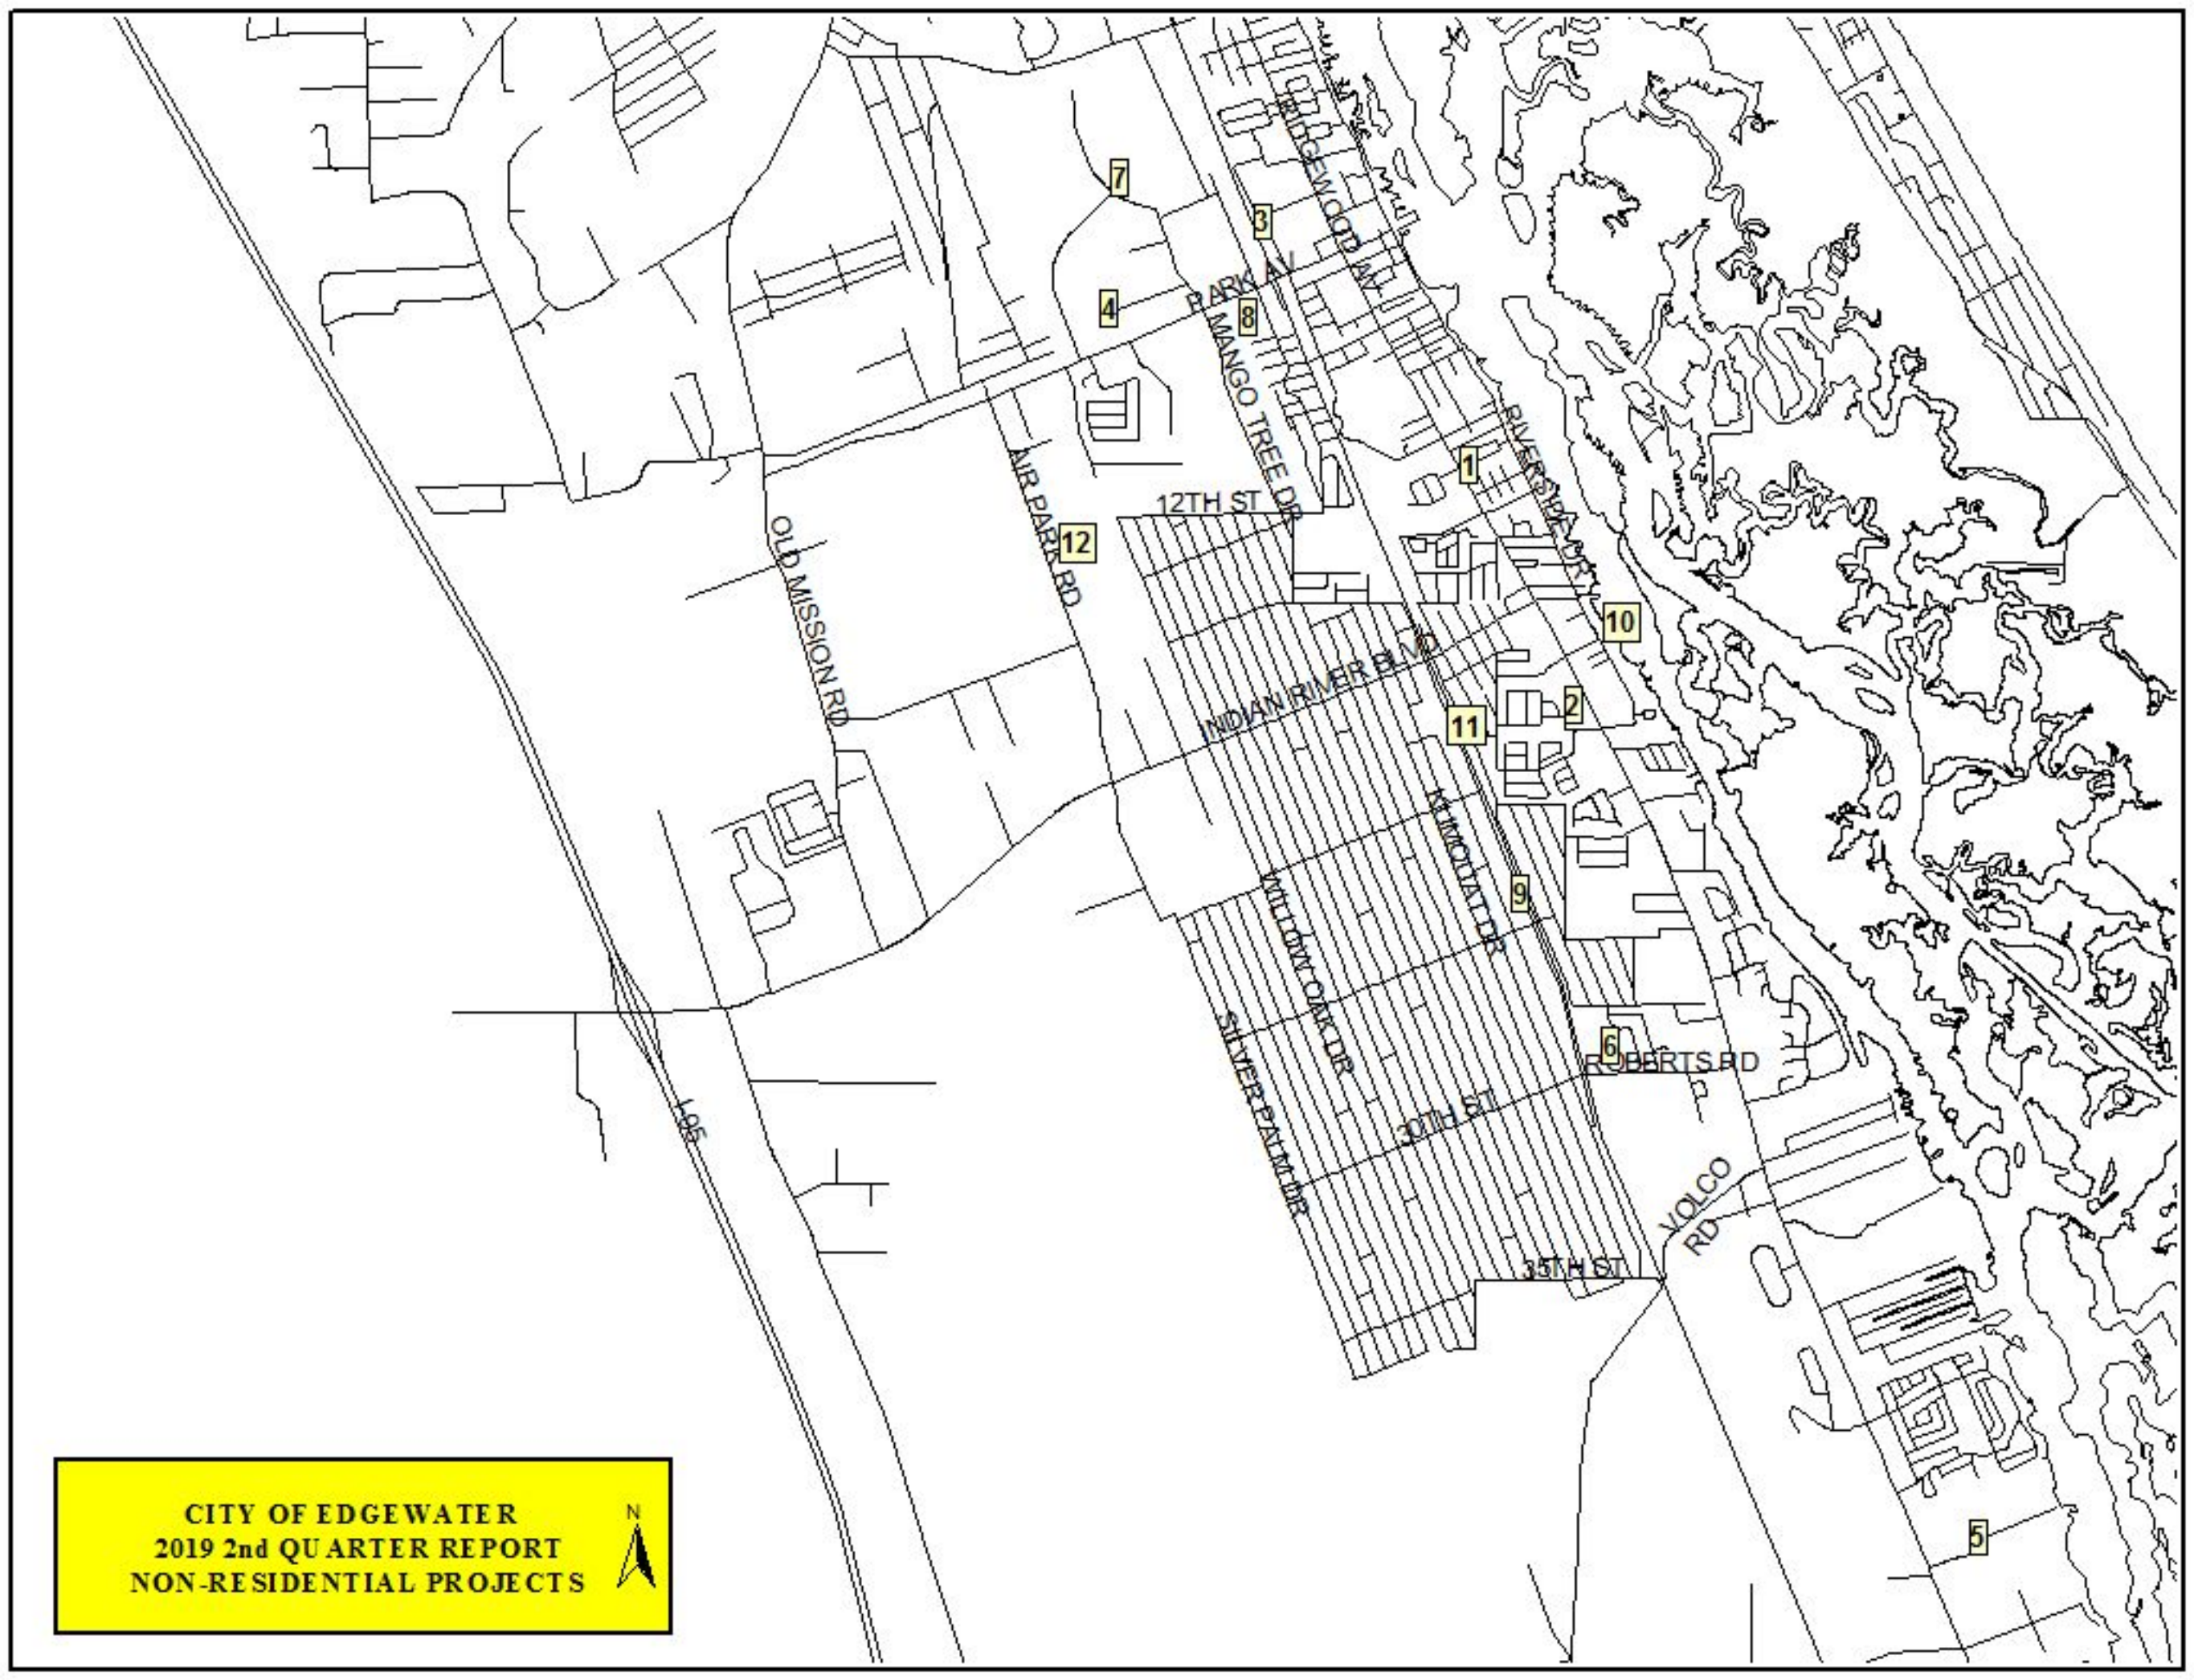 7
3
RIDGEWOOD AV
PARK AV
4
8
MANGO TREE DR
RIVERSIDE DR
1
AIR PARK RD
12TH ST
12
OLD MISSION RD
10
INDIAN RIVER BLVD
2
11
KUMQUAT DR
9
WILLOW OAK DR
SILVER PALM DR
6
ROBERTS RD
I-95
30TH ST
VOLCO
RD
35TH ST
5
N
CITY OF EDGEWATER
2019 2nd QUARTER REPORT
NON-RESIDENTIAL PROJECTS